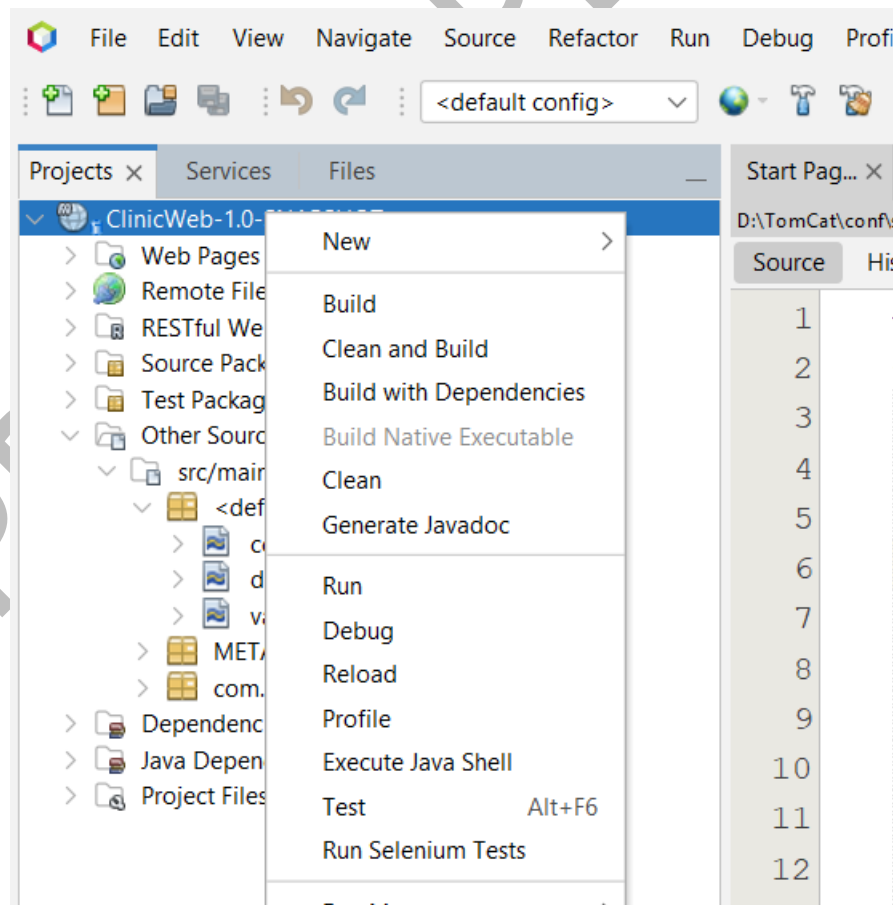 File Edit View Navigate Source Refactor Run Debug
<default config>
Projects Services Files
Start Pag...
ClinicWeb-1.0-SNAPSHOT
D:\TomCat\conf\
Source
Web Pages
Remote File
RESTful We
Source Pack
Test Packag
Other Sourc
src/main
<def
META
com.
Dependenc
Java Depen
Project Files
New
Build
Clean and Build
Build with Dependencies
Build Native Executable
Clean
Generate Javadoc
Run
Debug
Reload
Profile
Execute Java Shell
Test Alt+F6
Run Selenium Tests
1
2
3
4
5
6
7
8
9
10
11
12